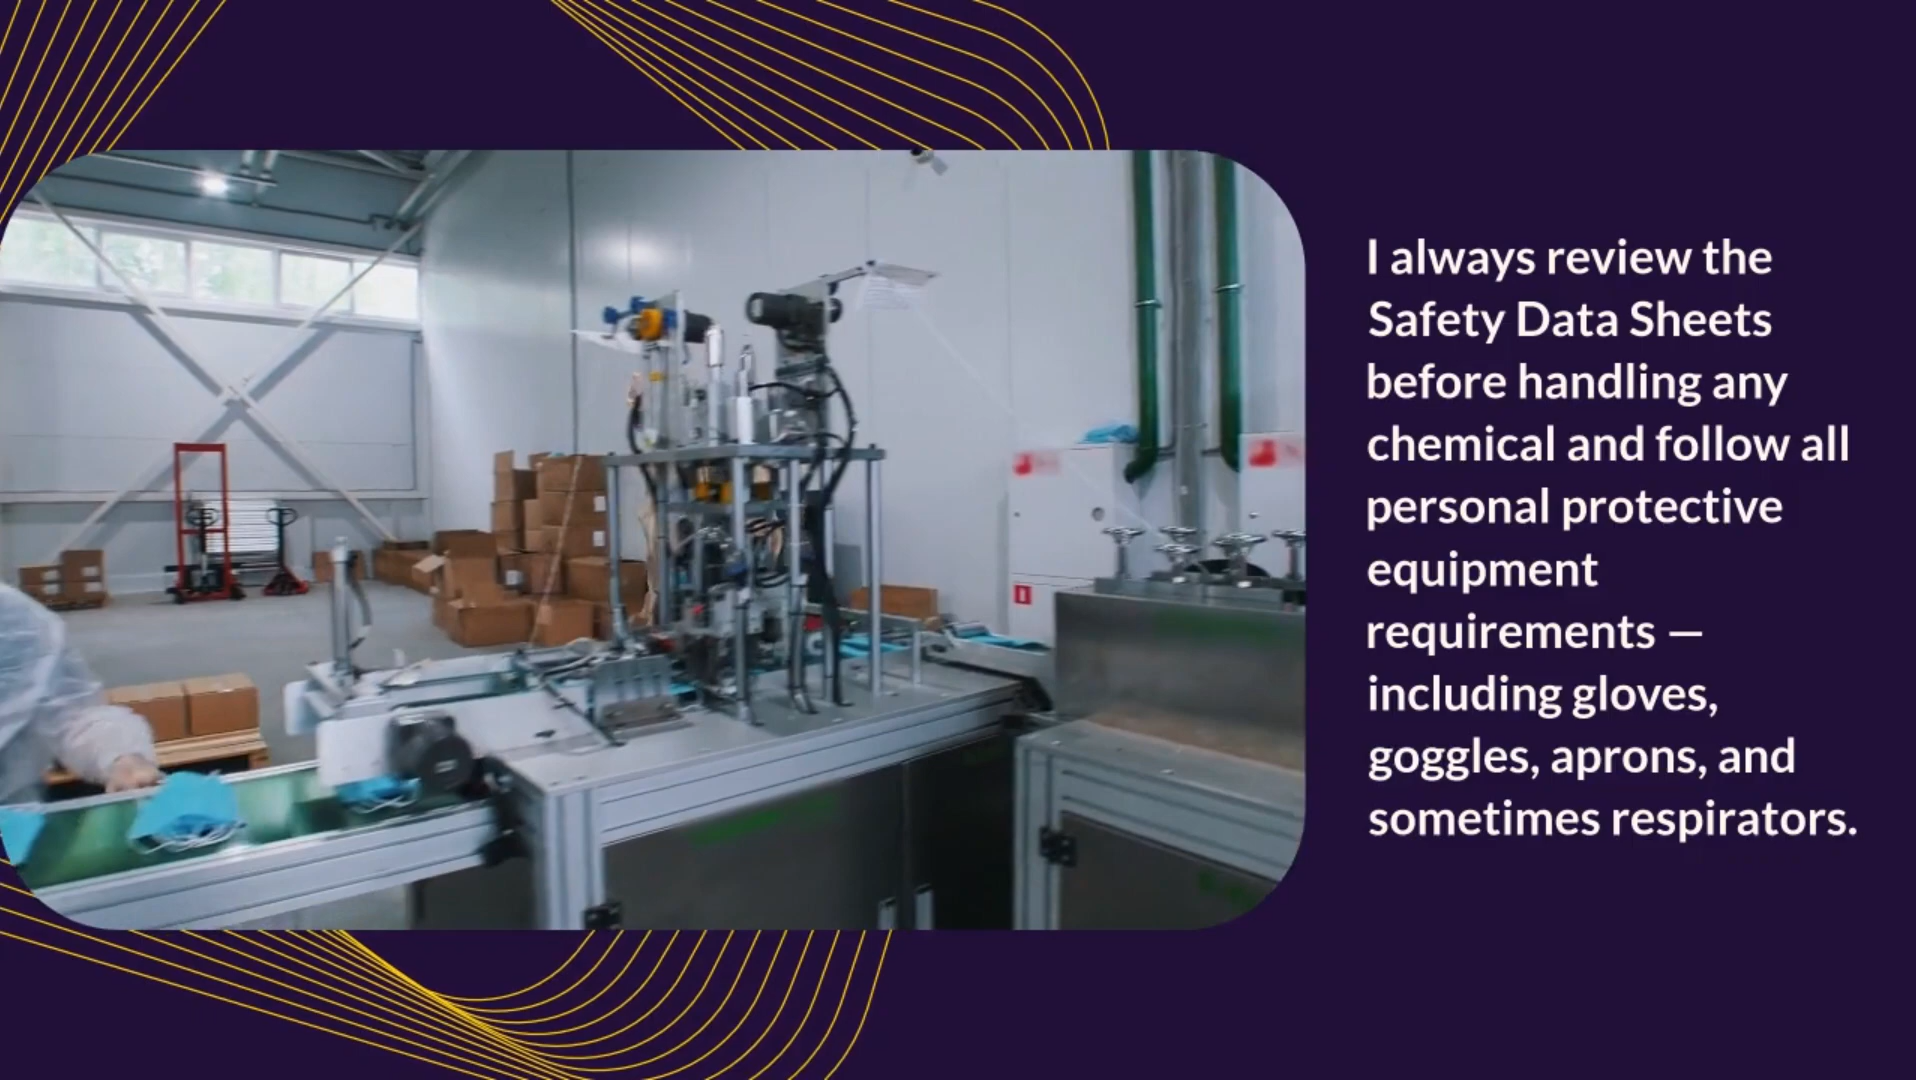 I always review the
Safety Data Sheets
before handling any
chemical and follow all
personal protective
equipment
requirements —
including gloves,
goggles, aprons, and
sometimes respirators.